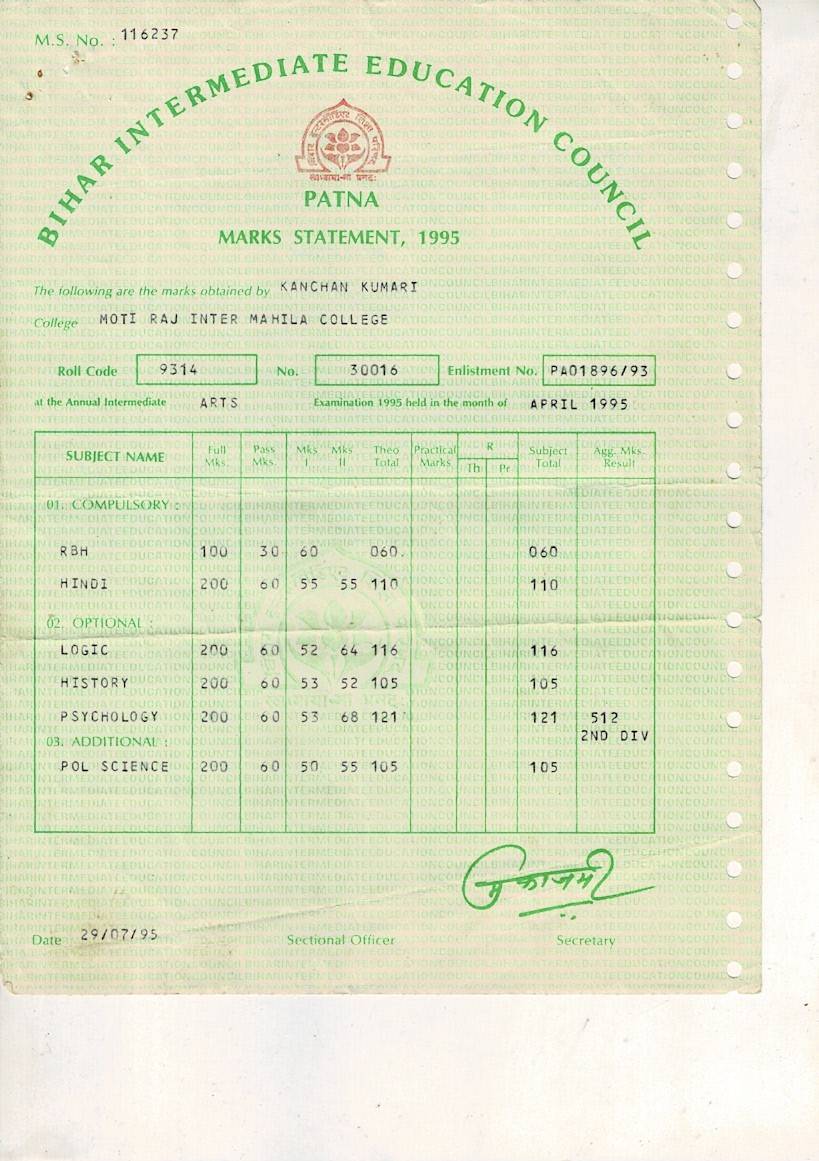 M.S. No. : 116237
BIHAR INTERMEDIATE EDUCATION COUNCIL
PATNA
MARKS STATEMENT, 1995
The following are the marks obtained by KANCHAN KUMARI
College MOTI RAJ INTER MAHILA COLLEGE
Roll Code 9314 No. 30016 Enlistment No. PA01896/93
at the Annual Intermediate ARTS Examination 1995 held in the month of APRIL 1995
SUBJECT NAME Full Mks. Pass Mks. Mks I Mks II Theo Total Practical Marks R Th Pr Subject Total Agg. Mks. Result
01. COMPULSORY :
RBH 100 30 60 060. 060
HINDI 200 60 55 55 110 110
02. OPTIONAL :
LOGIC 200 60 52 64 116 116
HISTORY 200 60 53 52 105 105
PSYCHOLOGY 200 60 53 68 121 121 512
2ND DIV
03. ADDITIONAL :
POL SCIENCE 200 60 50 55 105 105
Date 29/07/95 Sectional Officer Secretary